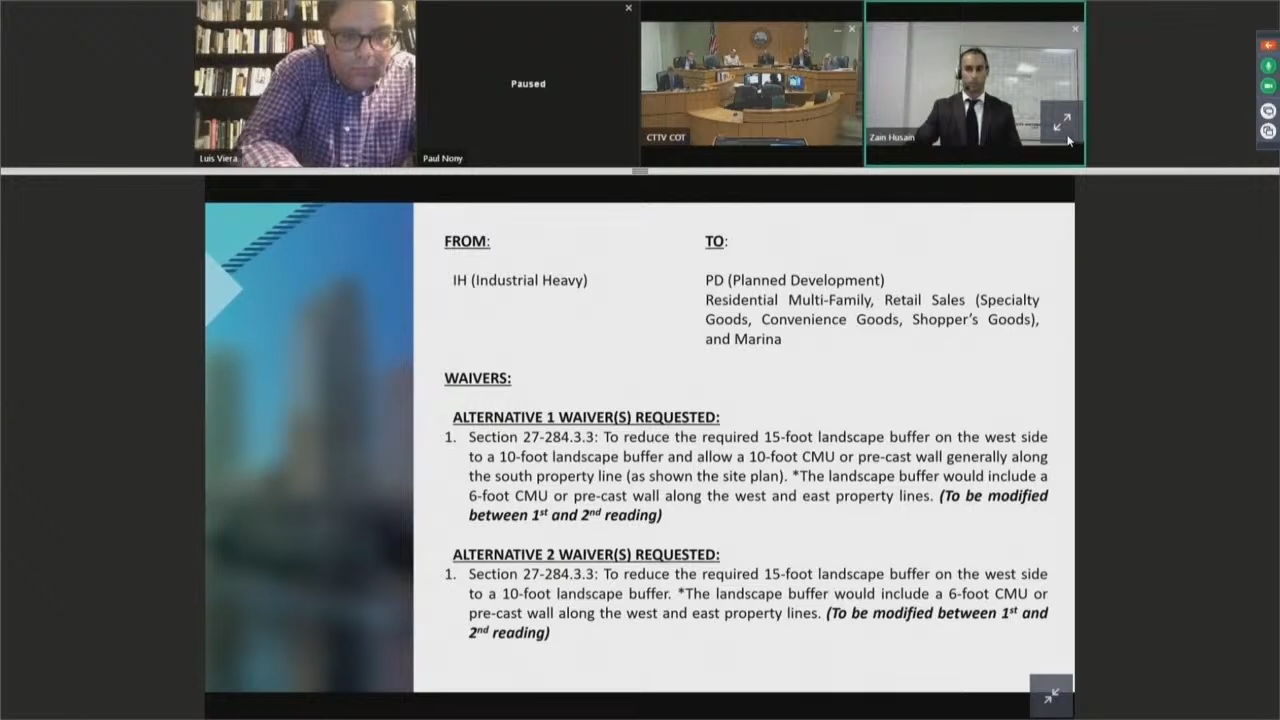 Luis Viera
Paused
Paul Nony
CTTV COT
Zain Husain
FROM:
TO:
IH (Industrial Heavy)
PD (Planned Development)
Residential Multi-Family, Retail Sales (Specialty
Goods, Convenience Goods, Shopper's Goods),
and Marina
WAIVERS:
ALTERNATIVE 1 WAIVER(S) REQUESTED:
1. Section 27-284.3.3: To reduce the required 15-foot landscape buffer on the west side
to a 10-foot landscape buffer and allow a 10-foot CMU or pre-cast wall generally along
the south property line (as shown the site plan). *The landscape buffer would include a
6-foot CMU or pre-cast wall along the west and east property lines. (To be modified
between 1st and 2nd reading)
ALTERNATIVE 2 WAIVER(S) REQUESTED:
1. Section 27-284.3.3: To reduce the required 15-foot landscape buffer on the west side
to a 10-foot landscape buffer. *The landscape buffer would include a 6-foot CMU or
pre-cast wall along the west and east property lines. (To be modified between 1st and
2nd reading)